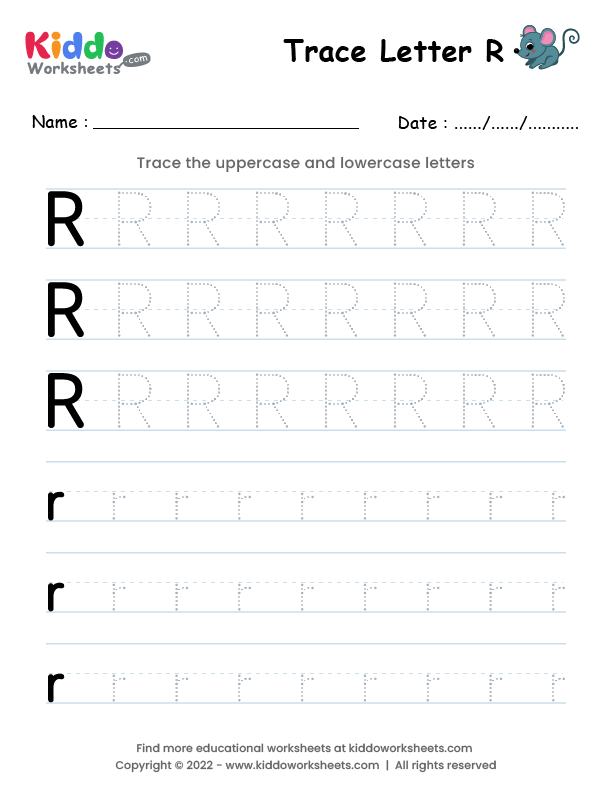 Kiddo
Worksheets.com
Trace Letter R
Name : ______________________ Date : ....../....../...........
Trace the uppercase and lowercase letters
R R R R R R R R
R R R R R R R R
R R R R R R R R
r r r r r r r r r
r r r r r r r r r
r r r r r r r r r
Find more educational worksheets at kiddoworksheets.com
Copyright © 2022 - www.kiddoworksheets.com | All rights reserved